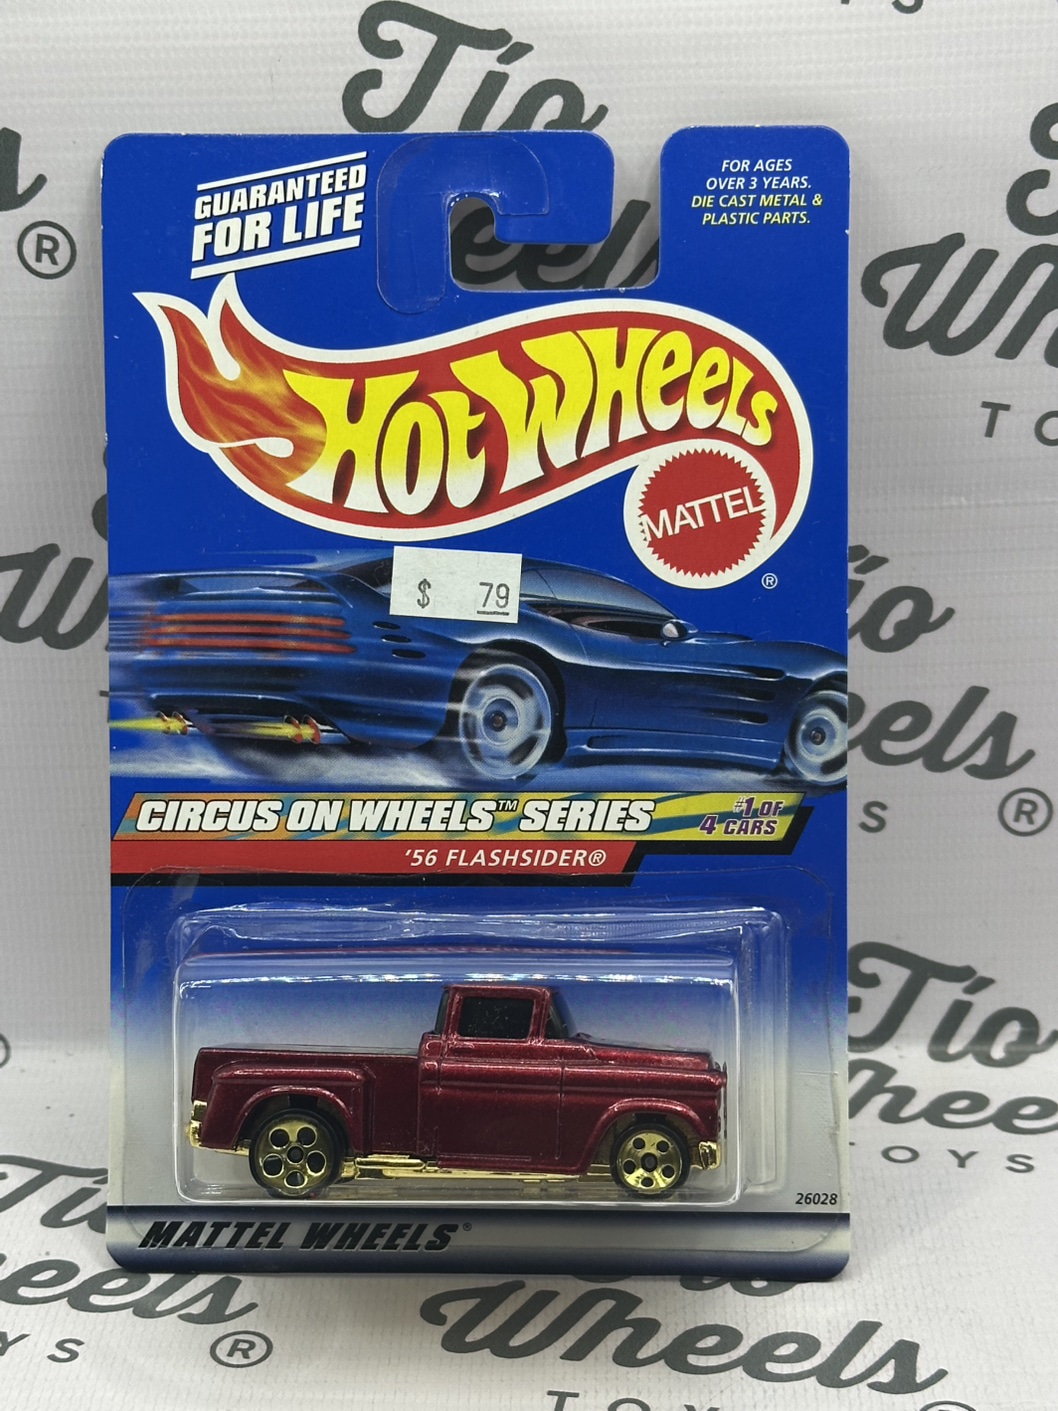 GUARANTEED
FOR LIFE
FOR AGES
OVER 3 YEARS.
DIE CAST METAL &
PLASTIC PARTS.
HOT WHEELS
MATTEL
®
$ 79
CIRCUS ON WHEELS™ SERIES
#1 OF
4 CARS
'56 FLASHSIDER®
26028
MATTEL WHEELS®
Tío
Wheels
TOYS
®